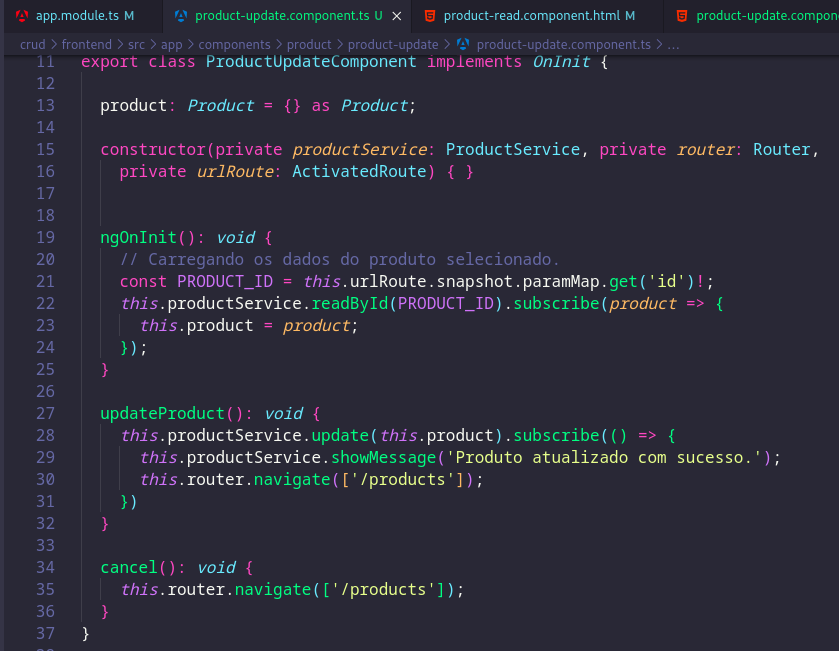 app.module.ts M product-update.component.ts U × product-read.component.html M product-update.compon
crud > frontend > src > app > components > product > product-update > product-update.component.ts > ...
11 export class ProductUpdateComponent implements OnInit {
12
13 product: Product = {} as Product;
14
15 constructor(private productService: ProductService, private router: Router,
16 private urlRoute: ActivatedRoute) { }
17
18
19 ngOnInit(): void {
20 // Carregando os dados do produto selecionado.
21 const PRODUCT_ID = this.urlRoute.snapshot.paramMap.get('id')!;
22 this.productService.readById(PRODUCT_ID).subscribe(product => {
23 this.product = product;
24 });
25 }
26
27 updateProduct(): void {
28 this.productService.update(this.product).subscribe(() => {
29 this.productService.showMessage('Produto atualizado com sucesso.');
30 this.router.navigate(['/products']);
31 })
32 }
33
34 cancel(): void {
35 this.router.navigate(['/products']);
36 }
37 }